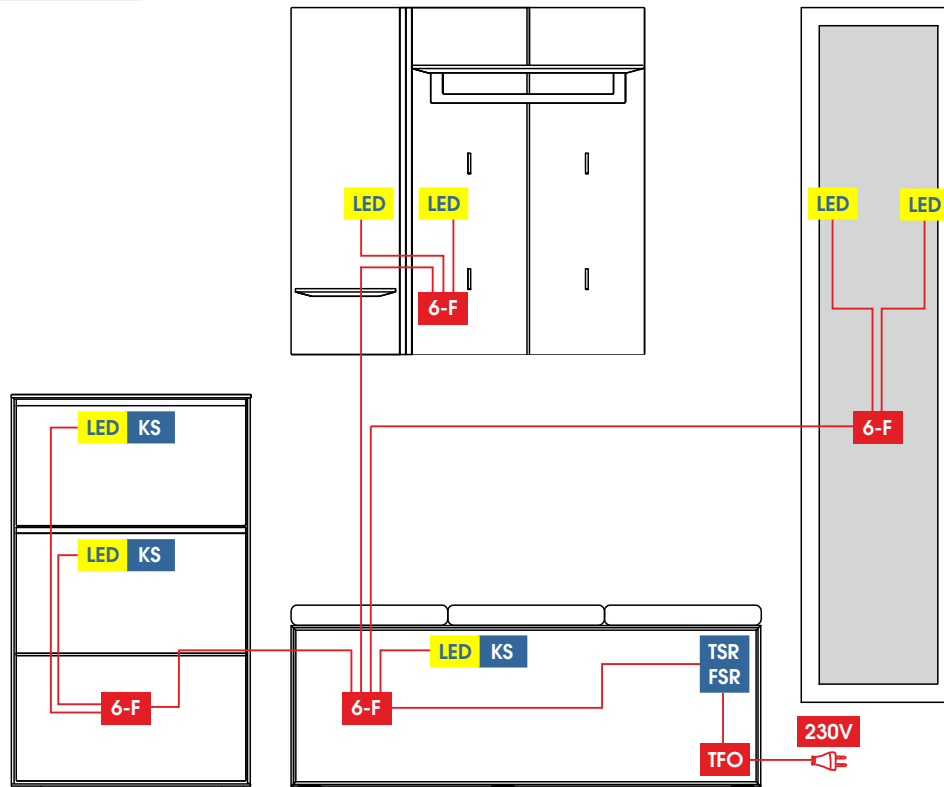 LED LED
LED LED
6-F
LED KS
6-F
LED KS
LED KS
TSR
FSR
6-F
6-F
230V
TFO